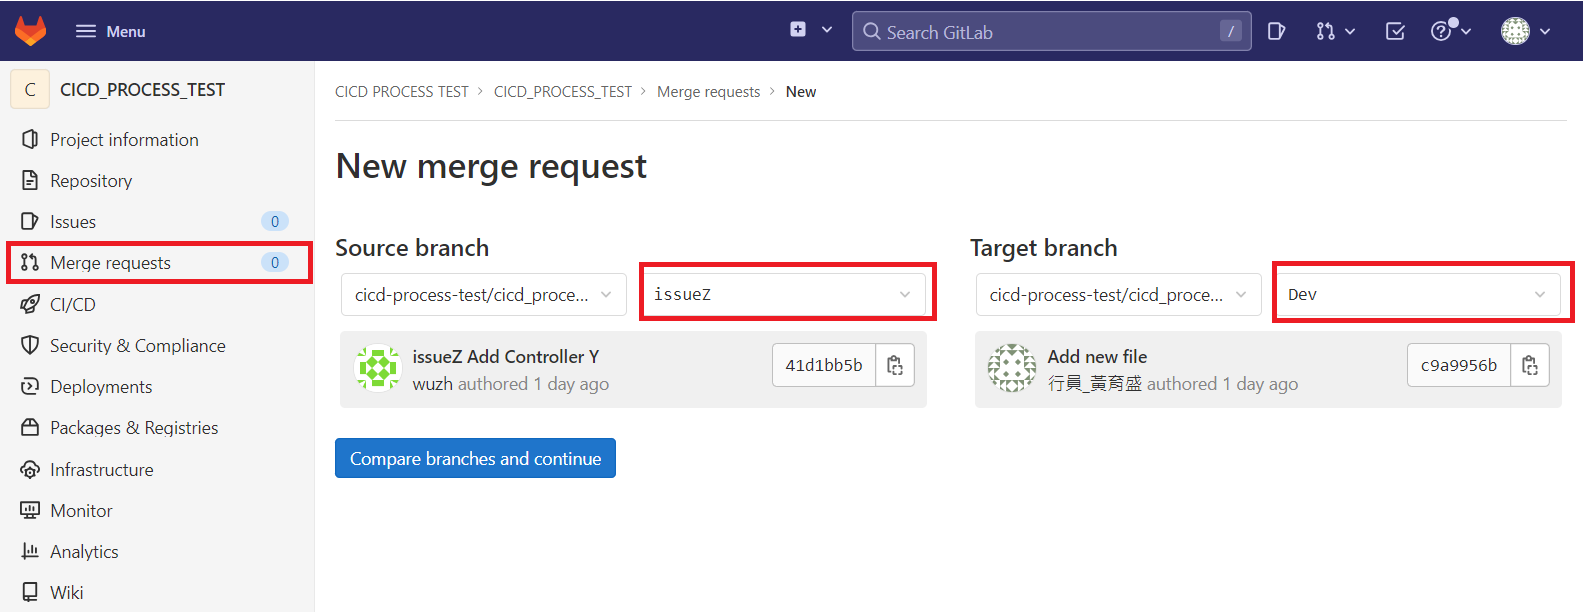 Menu
Search GitLab /
C CICD_PROCESS_TEST
Project information
Repository
Issues 0
Merge requests 0
CI/CD
Security & Compliance
Deployments
Packages & Registries
Infrastructure
Monitor
Analytics
Wiki
CICD PROCESS TEST > CICD_PROCESS_TEST > Merge requests > New
New merge request
Source branch
cicd-process-test/cicd_proce... issueZ
issueZ Add Controller Y
wuzh authored 1 day ago
41d1bb5b
Target branch
cicd-process-test/cicd_proce... Dev
Add new file
行員_黃育盛 authored 1 day ago
c9a9956b
Compare branches and continue